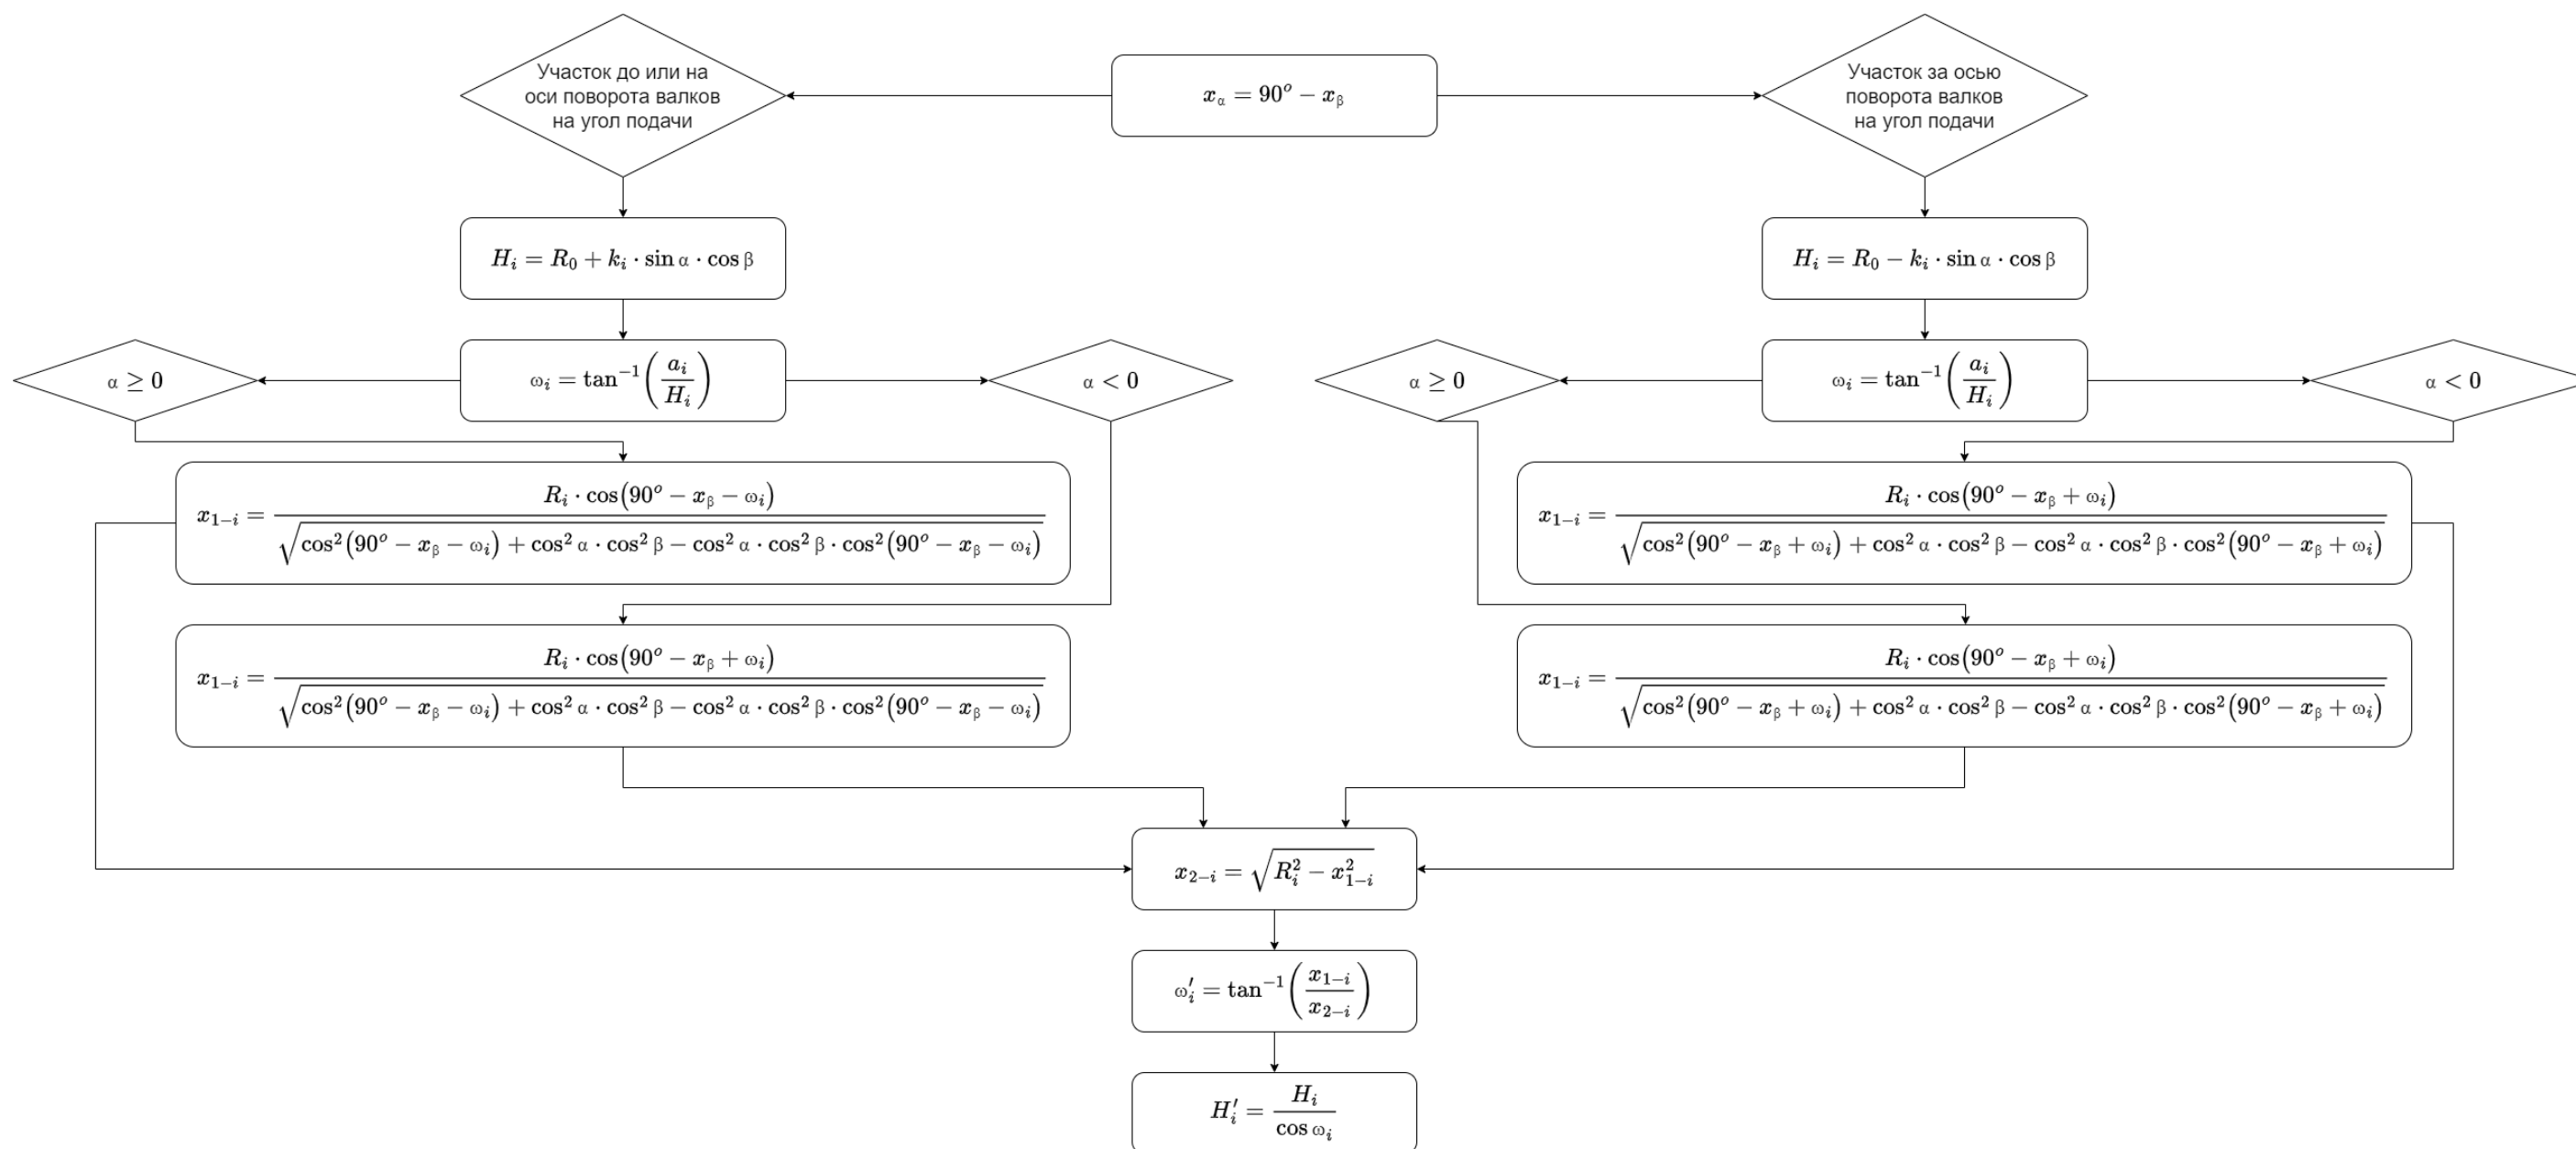 Участок до или на
оси поворота валков
на угол подачи
x_α = 90° − x_β
Участок за осью
поворота валков
на угол подачи
H_i = R_0 + k_i · sin α · cos β
H_i = R_0 − k_i · sin α · cos β
α ≥ 0
ω_i = tan⁻¹(a_i / H_i)
α < 0
α ≥ 0
ω_i = tan⁻¹(a_i / H_i)
α < 0
x_{1−i} = R_i · cos(90° − x_β − ω_i) / √(cos²(90° − x_β − ω_i) + cos² α · cos² β − cos² α · cos² β · cos²(90° − x_β − ω_i))
x_{1−i} = R_i · cos(90° − x_β + ω_i) / √(cos²(90° − x_β + ω_i) + cos² α · cos² β − cos² α · cos² β · cos²(90° − x_β + ω_i))
x_{1−i} = R_i · cos(90° − x_β + ω_i) / √(cos²(90° − x_β − ω_i) + cos² α · cos² β − cos² α · cos² β · cos²(90° − x_β − ω_i))
x_{1−i} = R_i · cos(90° − x_β + ω_i) / √(cos²(90° − x_β + ω_i) + cos² α · cos² β − cos² α · cos² β · cos²(90° − x_β + ω_i))
x_{2−i} = √(R_i² − x_{1−i}²)
ω_i′ = tan⁻¹(x_{1−i} / x_{2−i})
H_i′ = H_i / cos ω_i